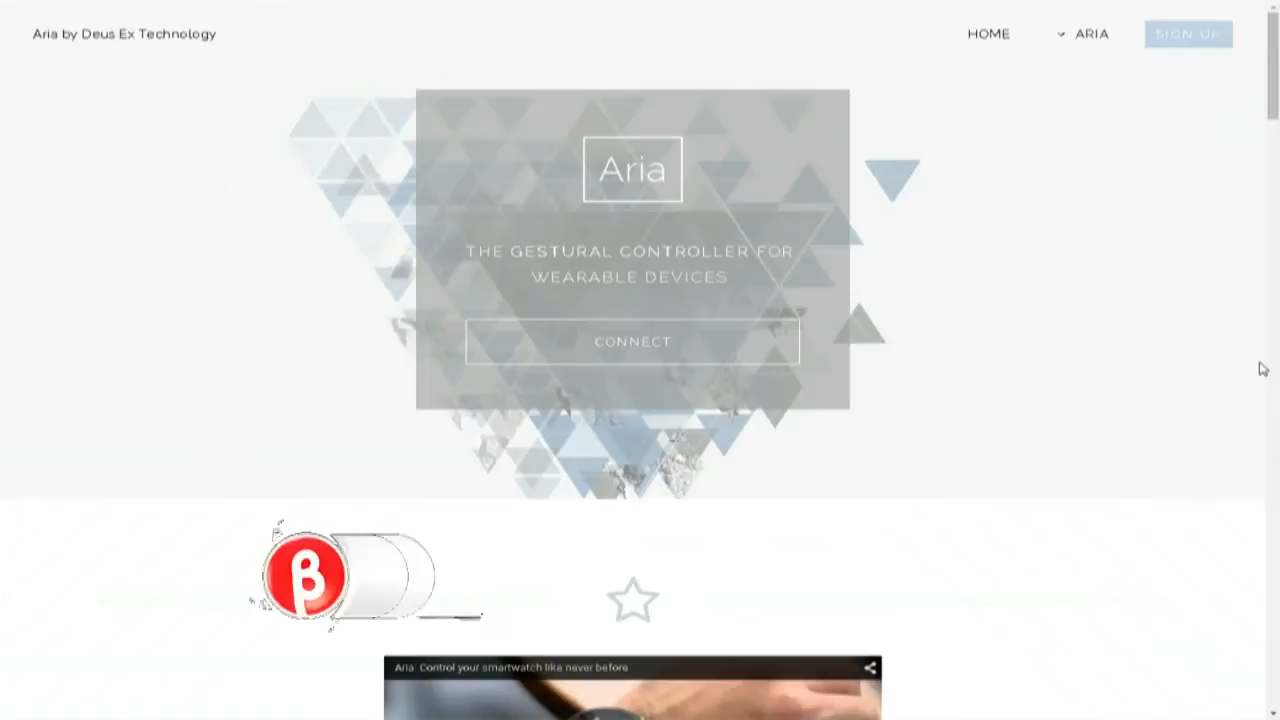 Aria by Deus Ex Technology
HOME
ARIA
SIGN UP
Aria
THE GESTURAL CONTROLLER FOR
WEARABLE DEVICES
CONNECT
β
Aria: Control your smartwatch like never before